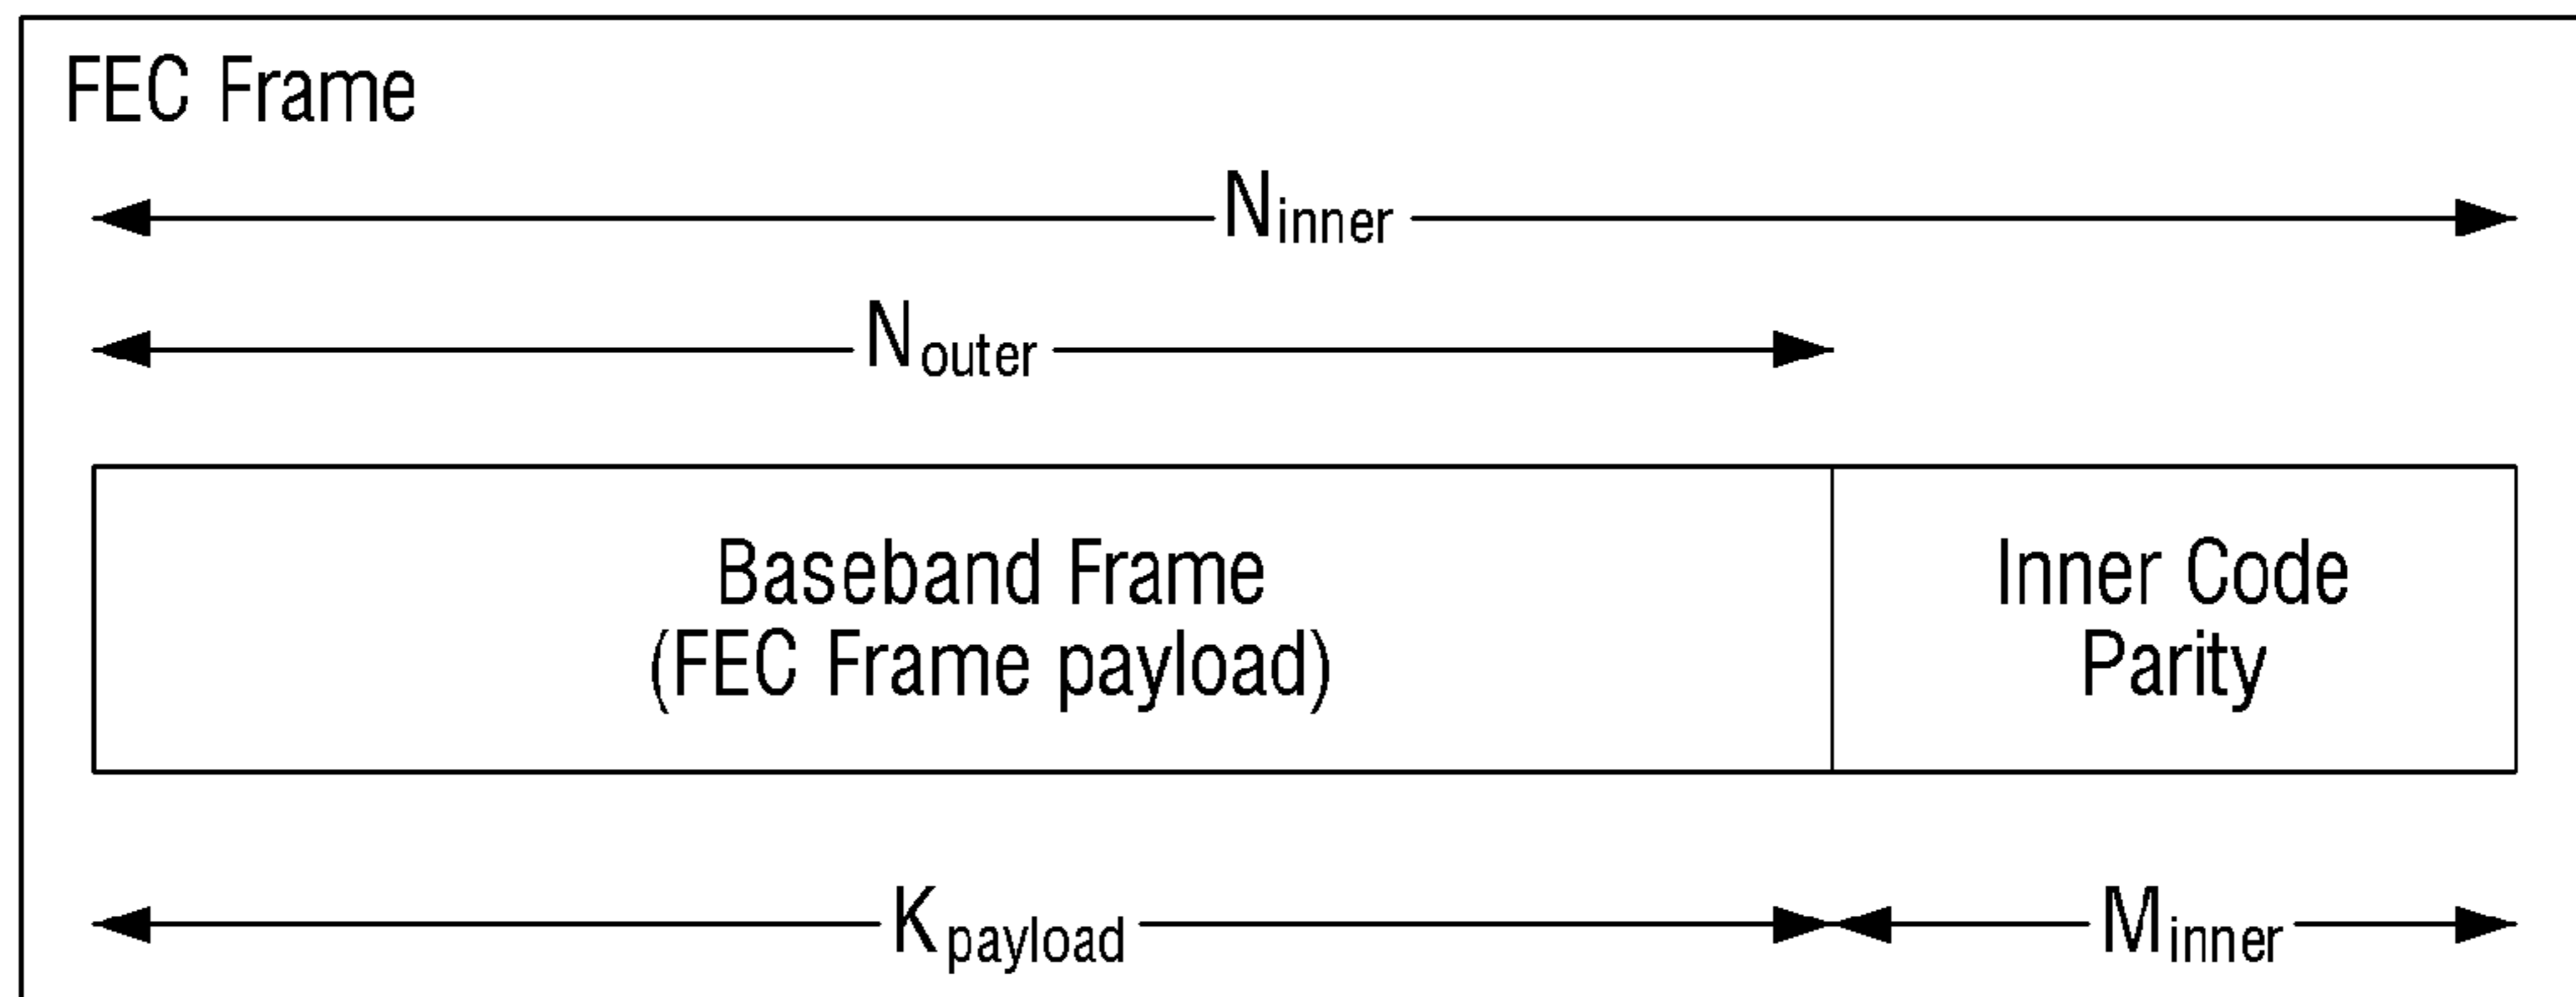 FEC Frame
Ninner
Nouter
Baseband Frame
(FEC Frame payload)
Inner Code
Parity
Kpayload
Minner